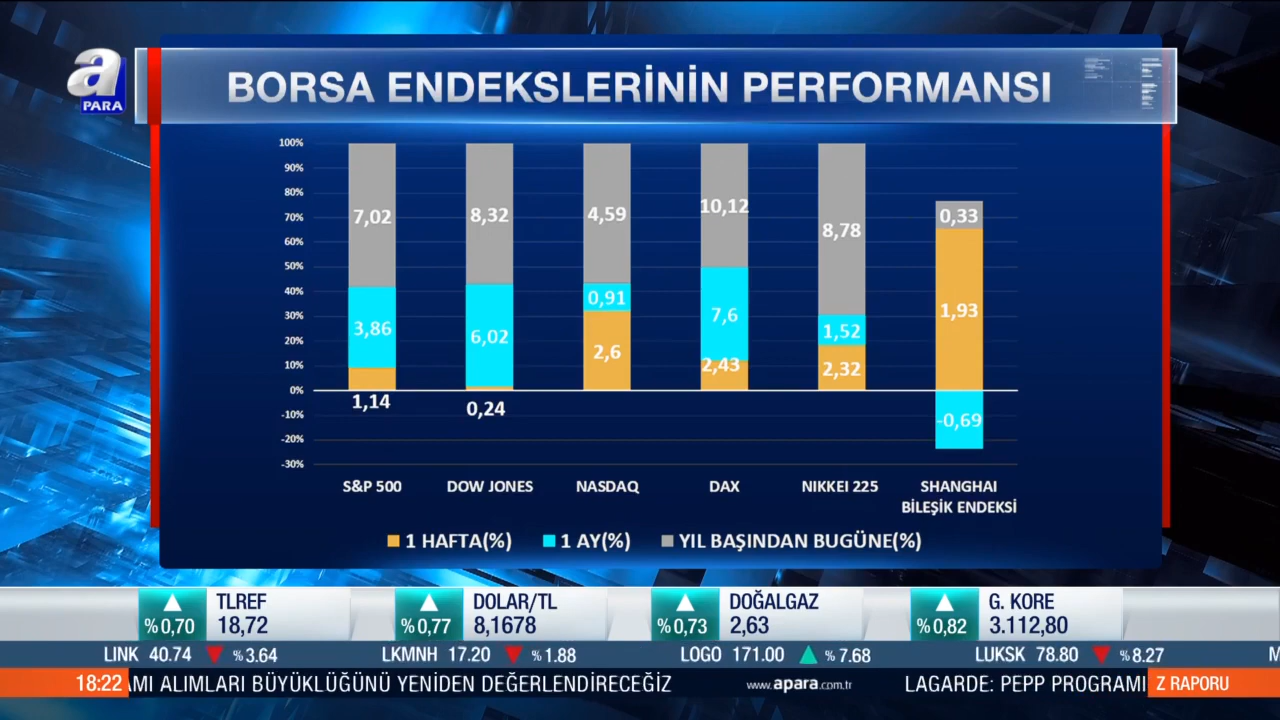 a
PARA
BORSA ENDEKSLERİNİN PERFORMANSI
100%
90%
80%
70%
60%
50%
40%
30%
20%
10%
0%
-10%
-20%
-30%
7,02
3,86
1,14
8,32
6,02
0,24
4,59
0,91
2,6
10,12
7,6
2,43
8,78
1,52
2,32
0,33
1,93
-0,69
S&P 500
DOW JONES
NASDAQ
DAX
NIKKEI 225
SHANGHAI
BİLEŞİK ENDEKSİ
1 HAFTA(%)
1 AY(%)
YIL BAŞINDAN BUGÜNE(%)
%0,70
TLREF
18,72
%0,77
DOLAR/TL
8,1678
%0,73
DOĞALGAZ
2,63
%0,82
G. KORE
3.112,80
LINK 40.74 %3.64
LKMNH 17.20 %1.88
LOGO 171.00 %7.68
LUKSK 78.80 %8.27
M
18:22
AMI ALIMLARI BÜYÜKLÜĞÜNÜ YENİDEN DEĞERLENDİRECEĞİZ
www.apara.com.tr
LAGARDE: PEPP PROGRAMI
Z RAPORU